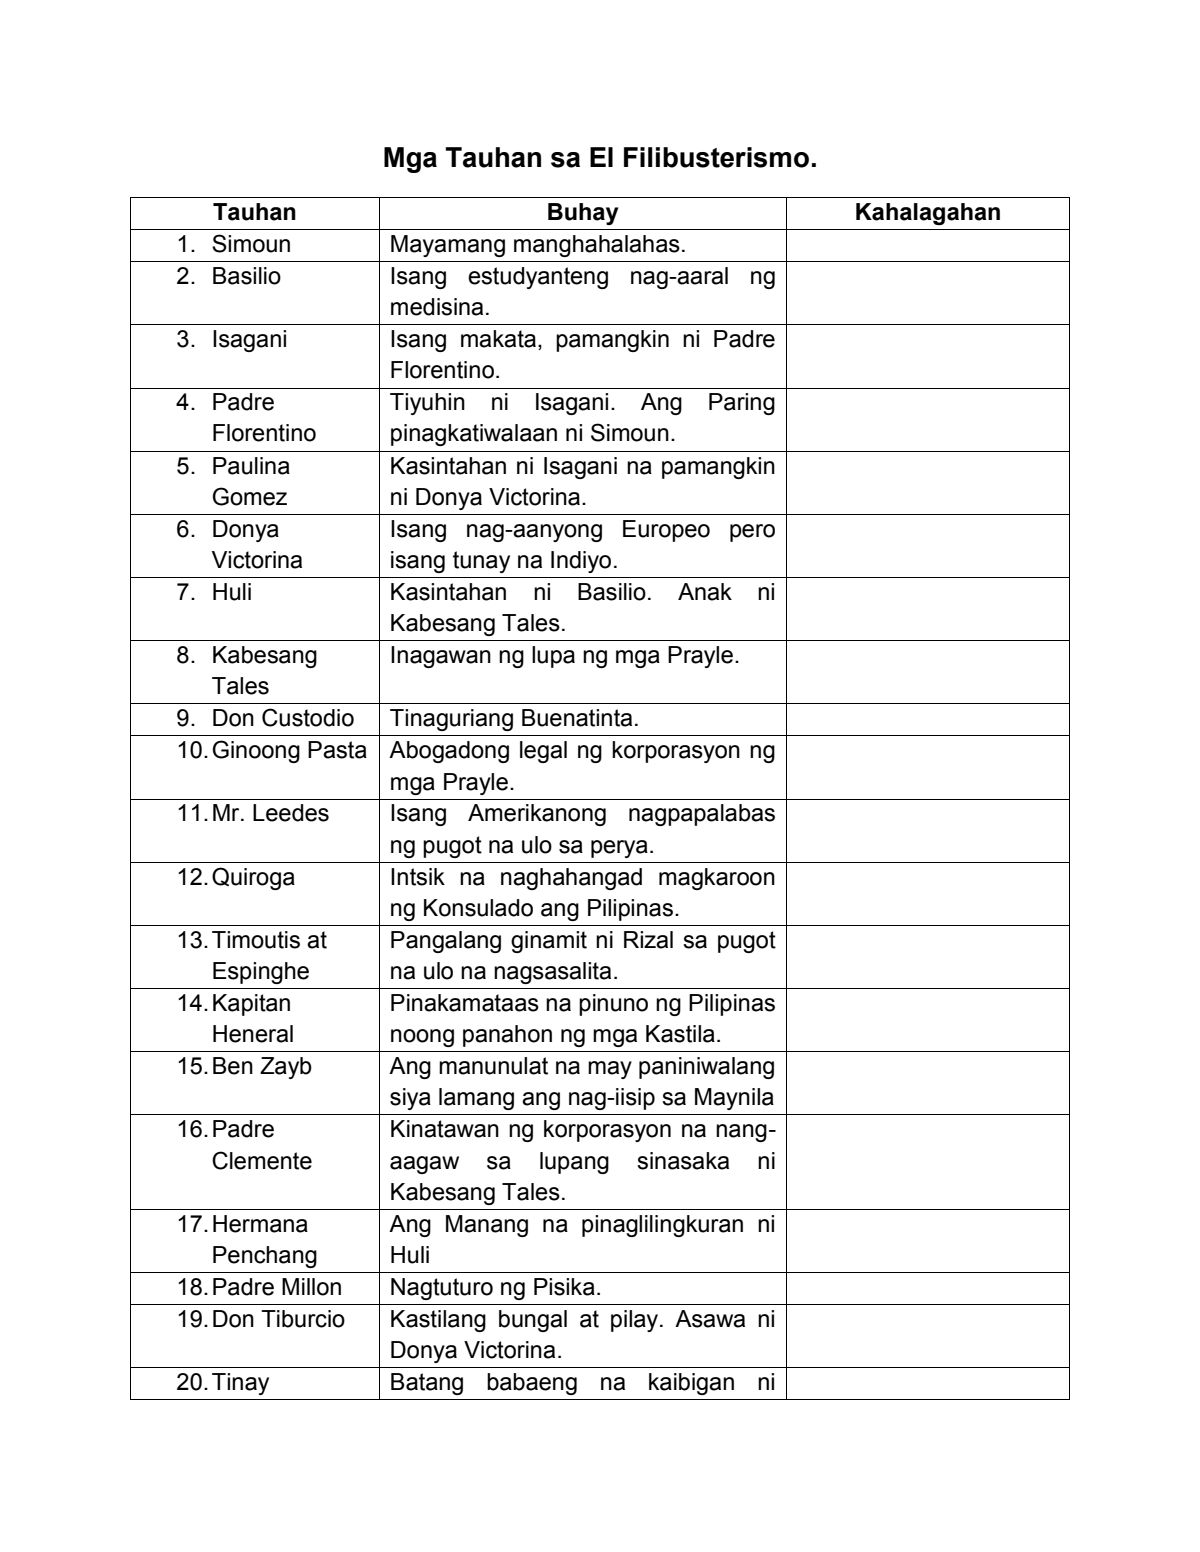 Mga Tauhan sa El Filibusterismo.
Tauhan Buhay Kahalagahan
1. Simoun Mayamang manghahalahas.
2. Basilio Isang estudyanteng nag-aaral ng
medisina.
3. Isagani Isang makata, pamangkin ni Padre
Florentino.
4. Padre Tiyuhin ni Isagani. Ang Paring
Florentino pinagkatiwalaan ni Simoun.
5. Paulina Kasintahan ni Isagani na pamangkin
Gomez ni Donya Victorina.
6. Donya Isang nag-aanyong Europeo pero
Victorina isang tunay na Indiyo.
7. Huli Kasintahan ni Basilio. Anak ni
Kabesang Tales.
8. Kabesang Inagawan ng lupa ng mga Prayle.
Tales
9. Don Custodio Tinaguriang Buenatinta.
10. Ginoong Pasta Abogadong legal ng korporasyon ng
mga Prayle.
11. Mr. Leedes Isang Amerikanong nagpapalabas
ng pugot na ulo sa perya.
12. Quiroga Intsik na naghahangad magkaroon
ng Konsulado ang Pilipinas.
13. Timoutis at Pangalang ginamit ni Rizal sa pugot
Espinghe na ulo na nagsasalita.
14. Kapitan Pinakamataas na pinuno ng Pilipinas
Heneral noong panahon ng mga Kastila.
15. Ben Zayb Ang manunulat na may paniniwalang
siya lamang ang nag-iisip sa Maynila
16. Padre Kinatawan ng korporasyon na nang-
Clemente aagaw sa lupang sinasaka ni
Kabesang Tales.
17. Hermana Ang Manang na pinaglilingkuran ni
Penchang Huli
18. Padre Millon Nagtuturo ng Pisika.
19. Don Tiburcio Kastilang bungal at pilay. Asawa ni
Donya Victorina.
20. Tinay Batang babaeng na kaibigan ni